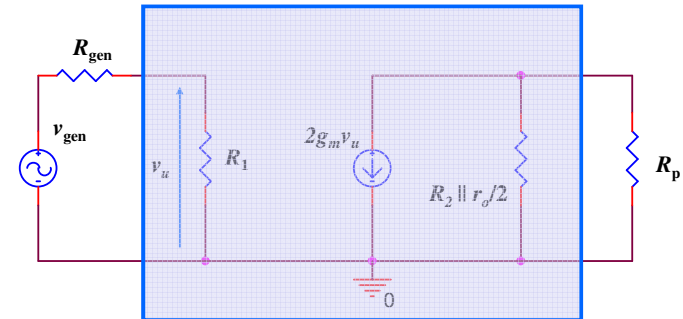 R_gen
v_gen
v_u
R_1
2g_m v_u
R_2 || r_o/2
R_p
0